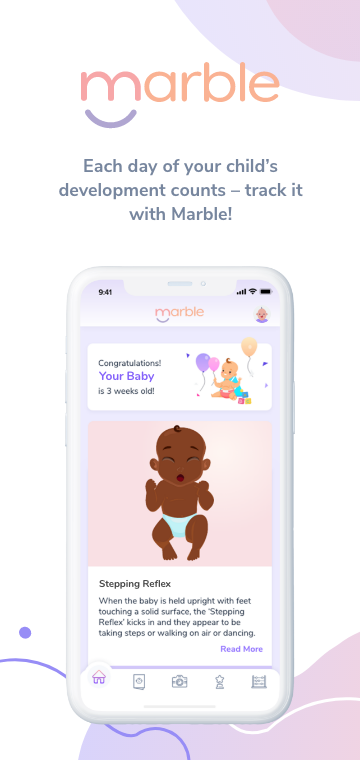 marble
Each day of your child's
development counts – track it
with Marble!
9:41
marble
Congratulations!
Your Baby
is 3 weeks old!
Stepping Reflex
When the baby is held upright with feet
touching a solid surface, the 'Stepping
Reflex' kicks in and they appear to be
taking steps or walking on air or dancing.
Read More